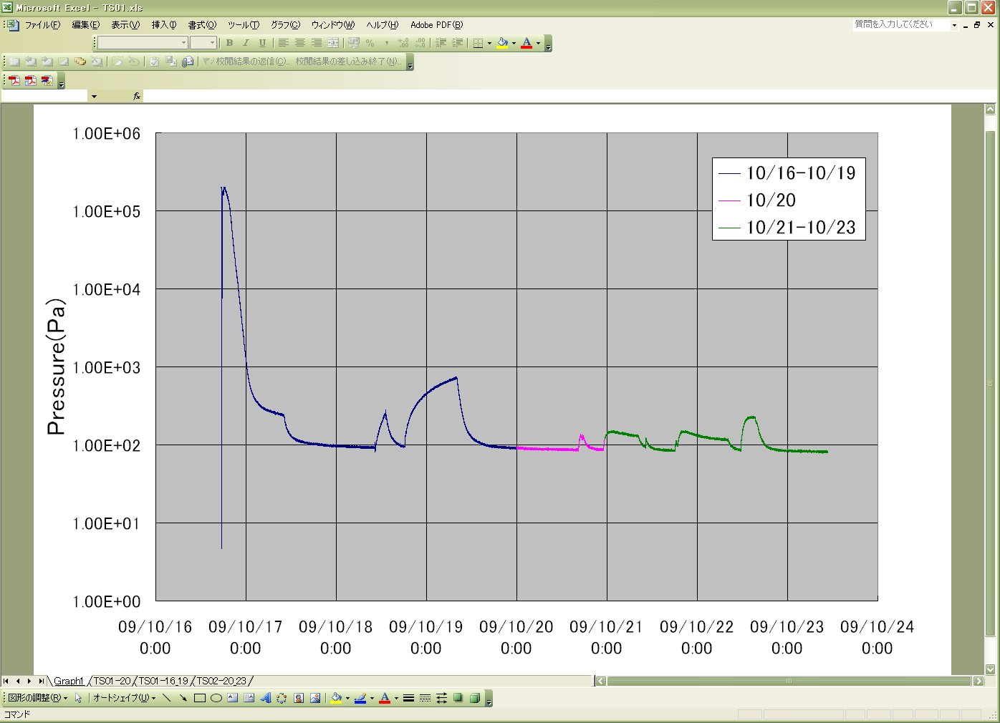 Microsoft Excel - TS01.xls
ファイル(F) 編集(E) 表示(V) 挿入(I) 書式(O) ツール(T) グラフ(C) ウィンドウ(W) ヘルプ(H) Adobe PDF(B) 質問を入力してください
B I U
校閲結果の返信(C)... 校閲結果の差し込み終了(N)...
fx
1.00E+06
1.00E+05
1.00E+04
1.00E+03
1.00E+02
1.00E+01
1.00E+00
Pressure(Pa)
10/16-10/19
10/20
10/21-10/23
09/10/16 09/10/17 09/10/18 09/10/19 09/10/20 09/10/21 09/10/22 09/10/23 09/10/24
0:00 0:00 0:00 0:00 0:00 0:00 0:00 0:00 0:00
Graph1 TS01-20 TS01-16_19 TS02-20_23
図形の調整(R) オートシェイプ(U)
コマンド